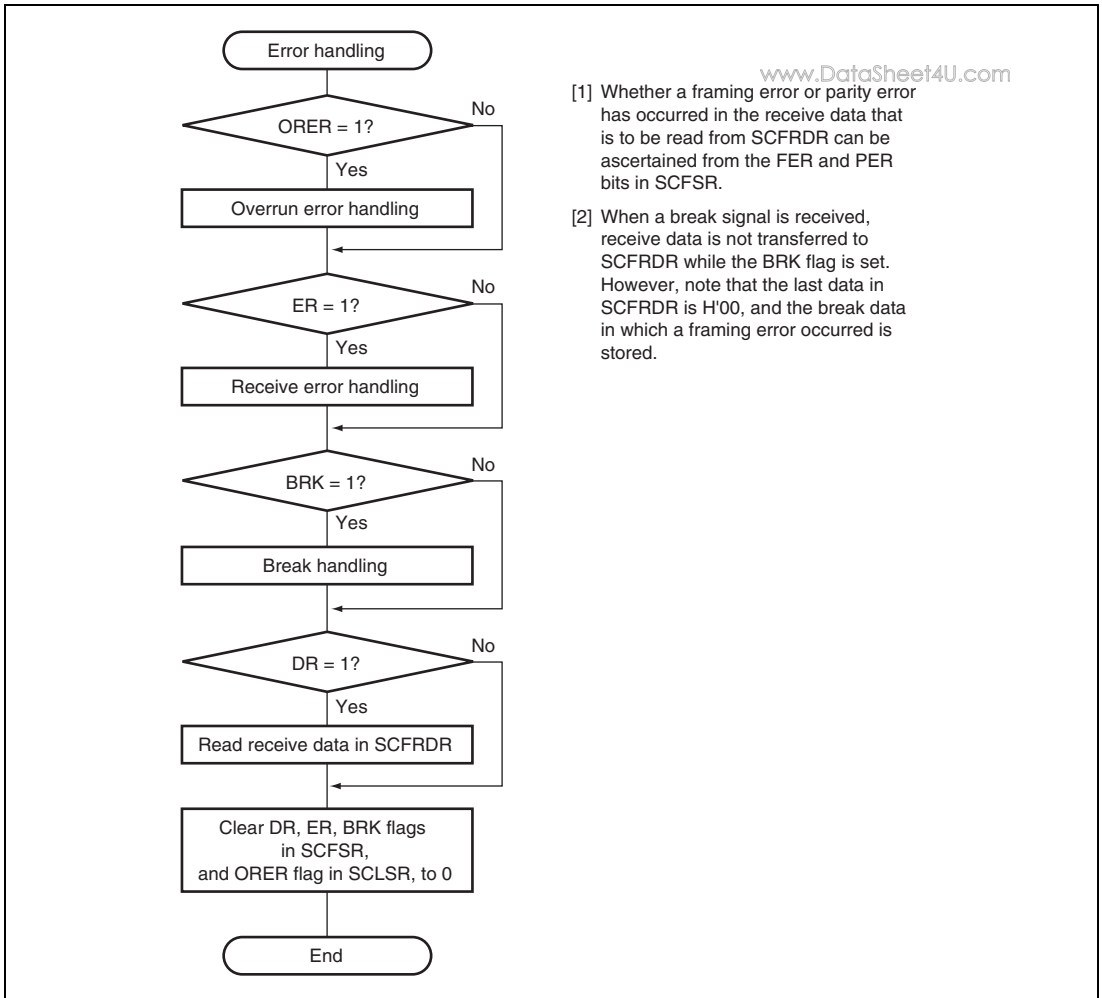 Error handling
ORER = 1?
No
Yes
Overrun error handling
ER = 1?
No
Yes
Receive error handling
BRK = 1?
No
Yes
Break handling
DR = 1?
No
Yes
Read receive data in SCFRDR
Clear DR, ER, BRK flags
in SCFSR,
and ORER flag in SCLSR, to 0
End
www.DataSheet4U.com
[1] Whether a framing error or parity error
has occurred in the receive data that
is to be read from SCFRDR can be
ascertained from the FER and PER
bits in SCFSR.
[2] When a break signal is received,
receive data is not transferred to
SCFRDR while the BRK flag is set.
However, note that the last data in
SCFRDR is H'00, and the break data
in which a framing error occurred is
stored.